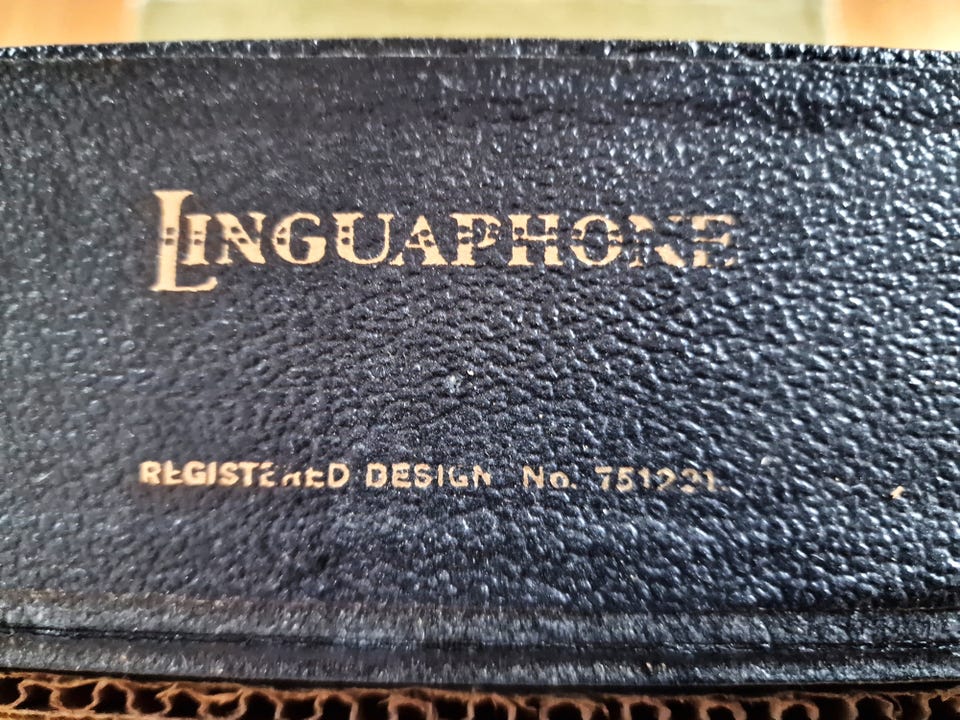 LINGUAPHONE
REGISTERED DESIGN No. 751221.